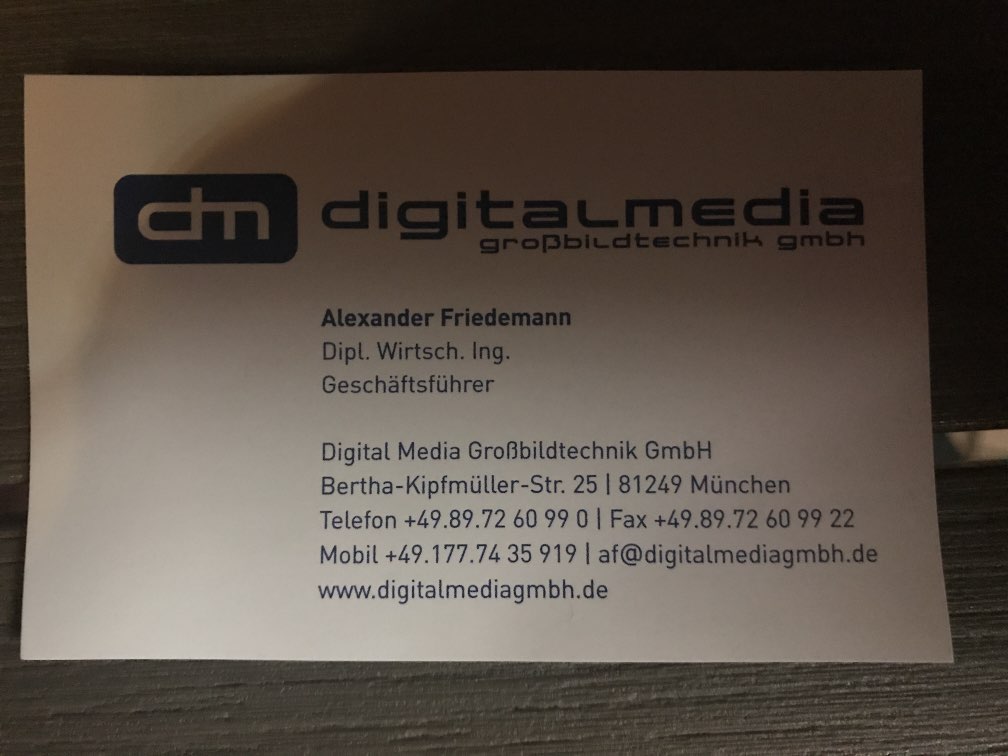 dm digitalmedia
großbildtechnik gmbh
Alexander Friedemann
Dipl. Wirtsch. Ing.
Geschäftsführer
Digital Media Großbildtechnik GmbH
Bertha-Kipfmüller-Str. 25 | 81249 München
Telefon +49.89.72 60 99 0 | Fax +49.89.72 60 99 22
Mobil +49.177.74 35 919 | af@digitalmediagmbh.de
www.digitalmediagmbh.de